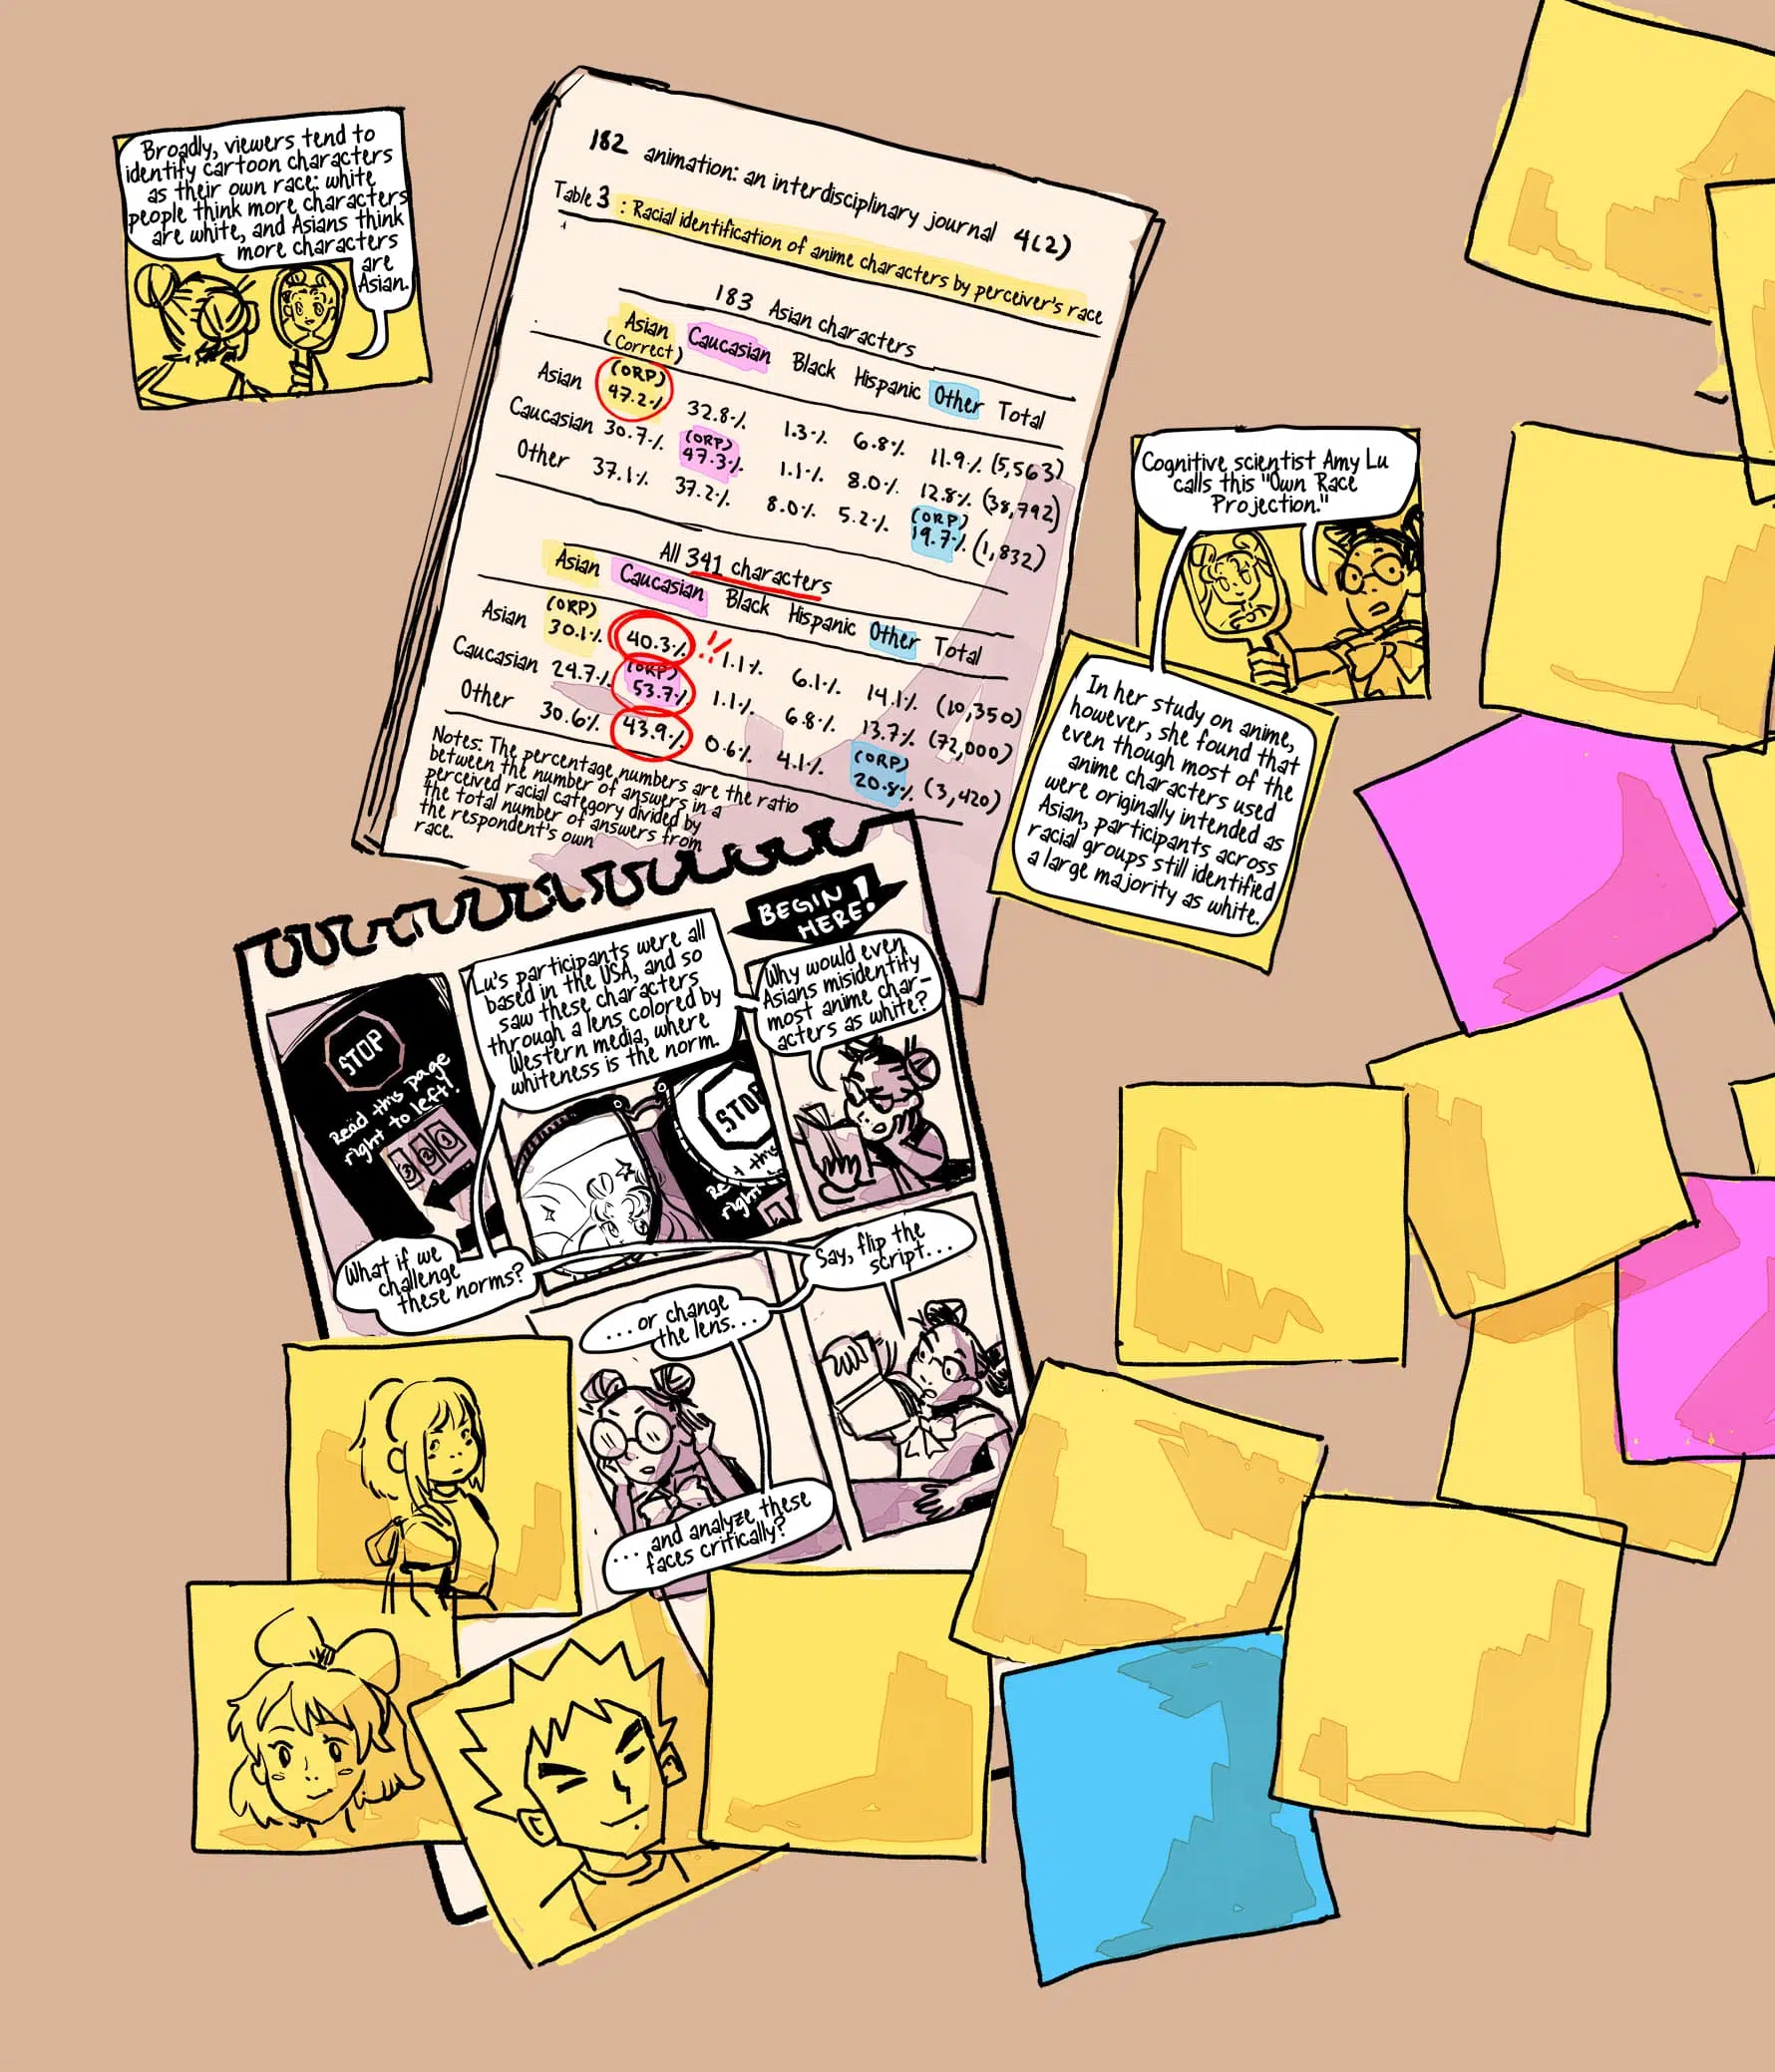 Broadly, viewers tend to
identify cartoon characters
as their own race: white
people think more characters
are white, and Asians think
more characters
are
Asian.
182 animation: an interdisciplinary journal 4(2)
Table 3 : Racial identification of anime characters by perceiver's race
183 Asian characters
Asian (Correct) Caucasian Black Hispanic Other Total
Asian (ORP) 47.2% 32.8% 1.3% 6.8% 11.9% (5,563)
Caucasian 30.7% (ORP) 47.3% 1.1% 8.0% 12.8% (38,792)
Other 37.1% 37.2% 8.0% 5.2% (ORP) 19.7% (1,832)
All 341 characters
Asian Caucasian Black Hispanic Other Total
Asian (ORP) 30.1% 40.3% !! 1.1% 6.1% 14.1% (10,350)
Caucasian 29.7% (ORP) 53.7% 1.1% 6.8% 13.7% (72,000)
Other 30.6% 43.9% 0.6% 4.1% (ORP) 20.8% (3,420)
Notes: The percentage numbers are the ratio
between the number of answers in a
perceived racial category divided by
the total number of answers from
the respondent's own
race.
Cognitive scientist Amy Lu
calls this "Own Race
Projection."
In her study on anime,
however, she found that
even though most of the
anime characters used
were originally intended as
Asian, participants across
racial groups still identified
a large majority as white.
BEGIN
HERE!
Why would even
Asians misidentify
most anime char-
acters as white?
Lu's participants were all
based in the USA, and so
saw these characters
through a lens colored by
Western media, where
whiteness is the norm.
STOP
Read this
right
STOP
Read this page
right to left!
3 2 1
What if we
challenge
these norms?
Say, flip the
script...
...or change
the lens...
...and analyze these
faces critically?